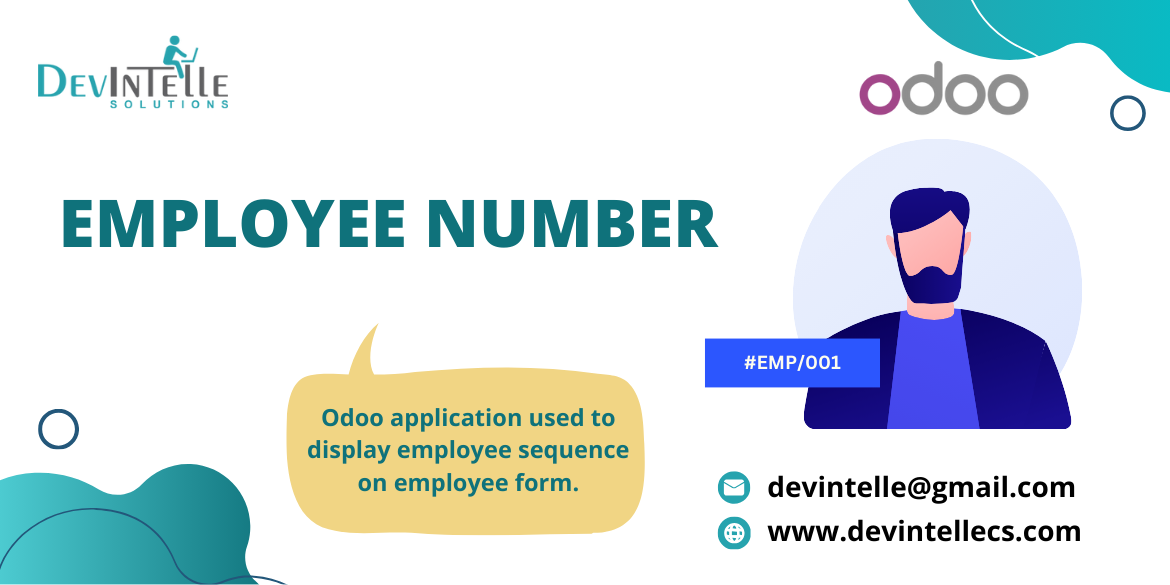 DEVINTELLE
SOLUTIONS
odoo
EMPLOYEE NUMBER
#EMP/001
Odoo application used to
display employee sequence
on employee form.
devintelle@gmail.com
www.devintellecs.com